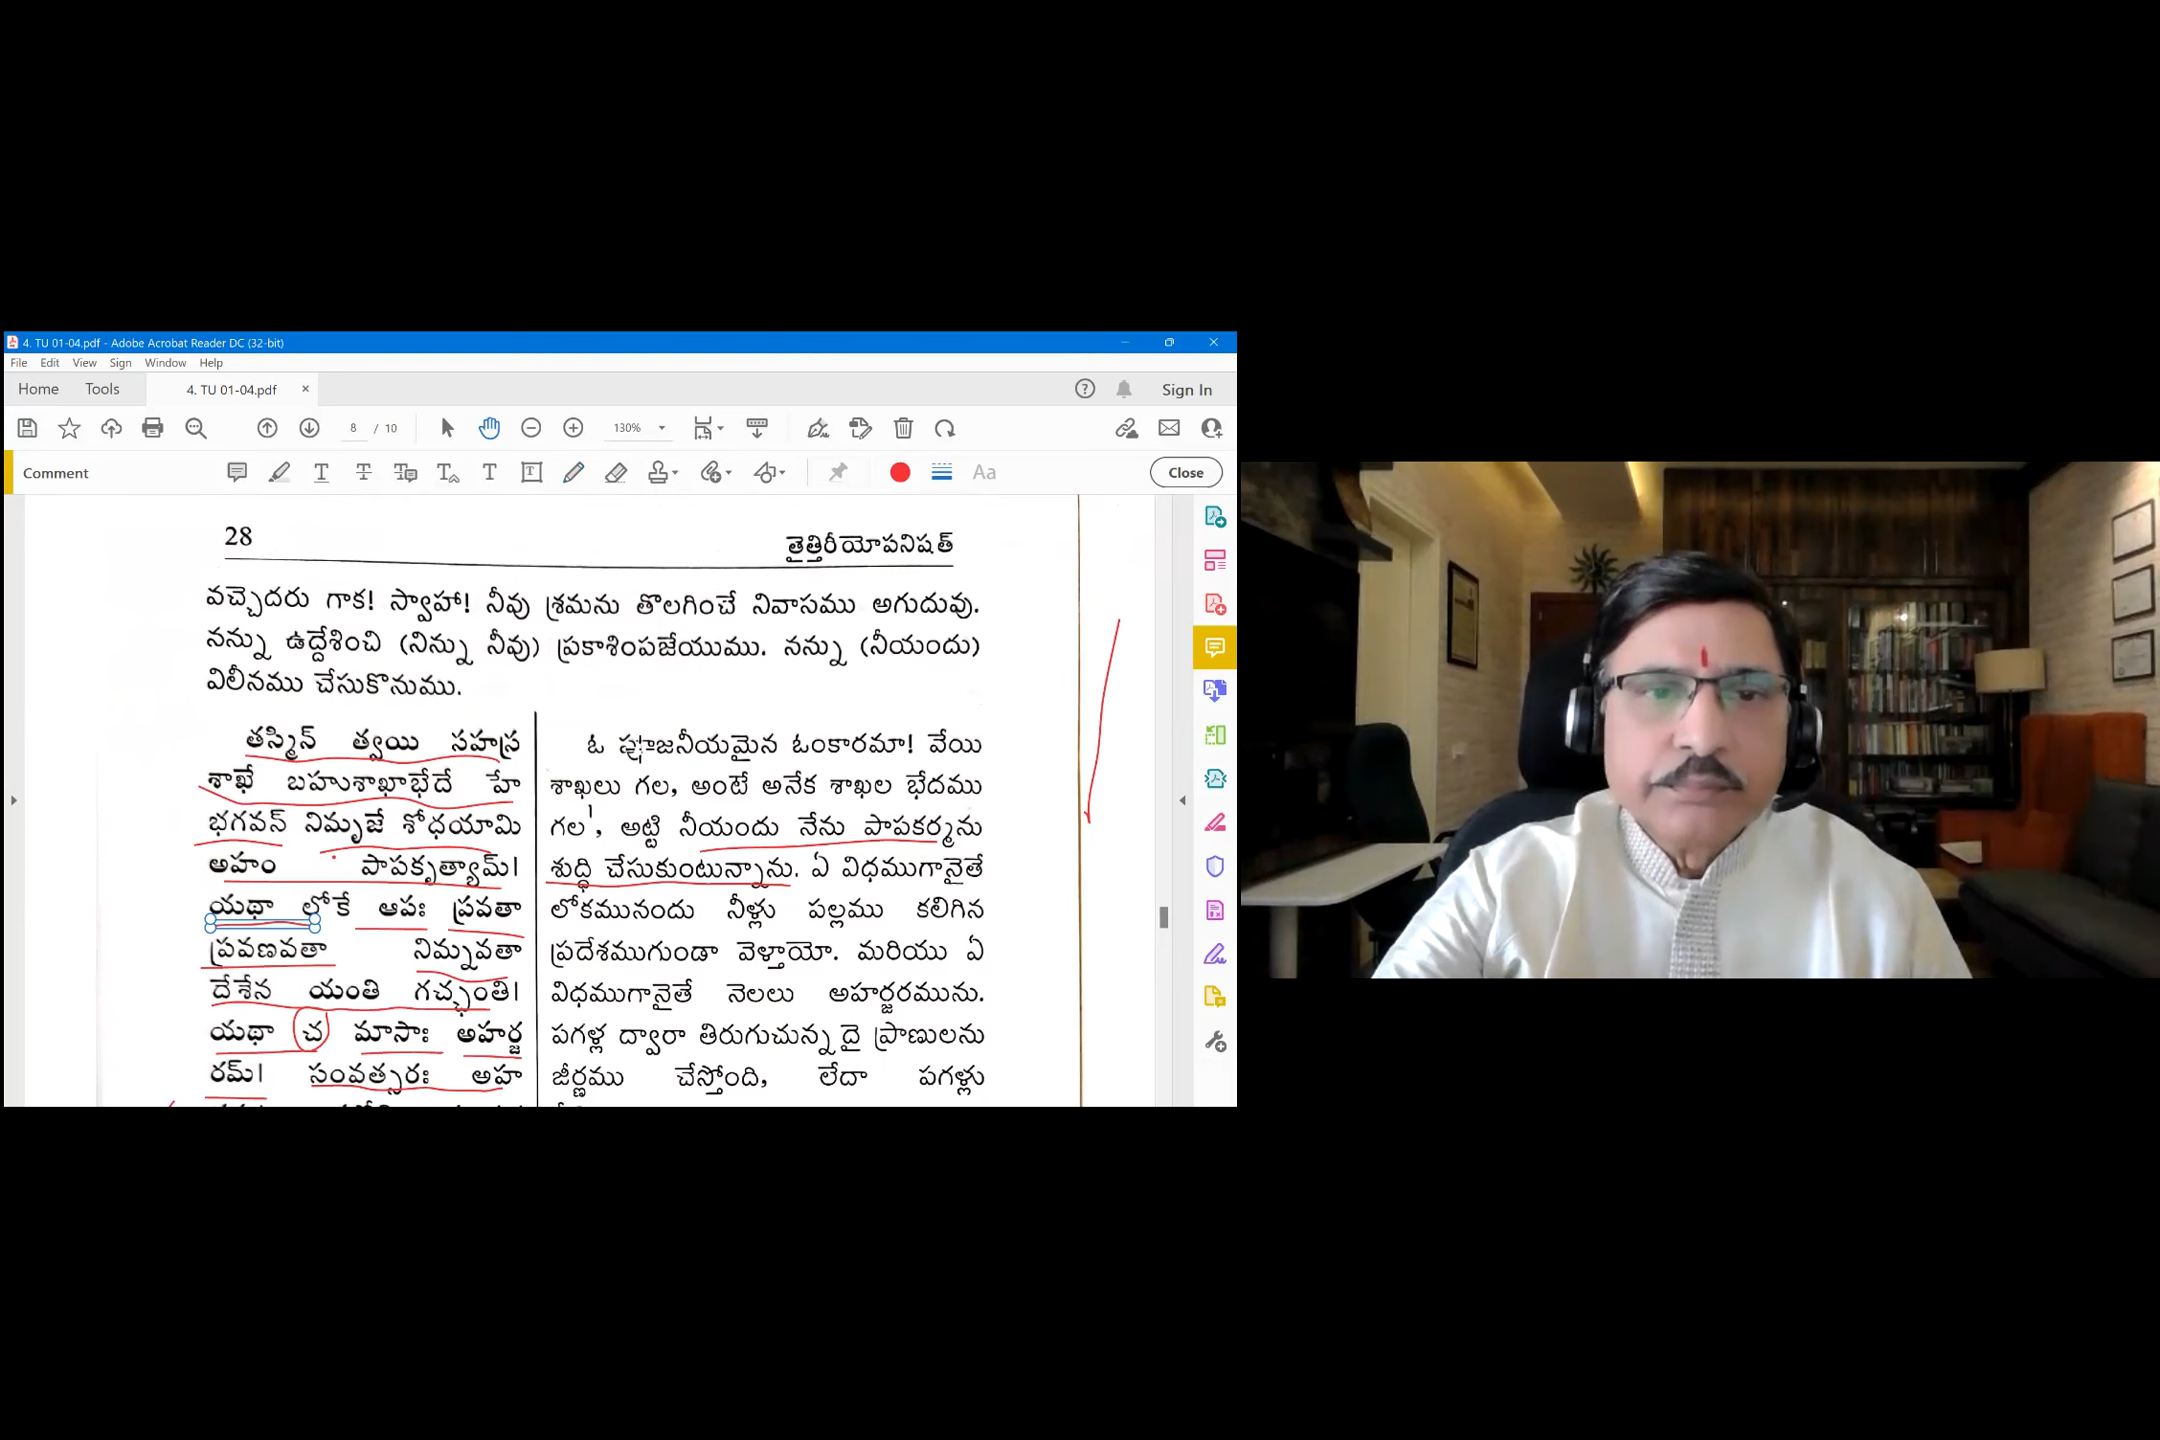 4. TU 01-04.pdf - Adobe Acrobat Reader DC (32-bit)
File Edit View Sign Window Help
Home Tools 4. TU 01-04.pdf × Sign In
8 / 10 130%
Comment Aa Close
28 తైత్తిరీయోపనిషత్
వచ్చెదరు గాక! స్వాహా! నీవు శ్రమను తొలగించే నివాసము అగుదువు.
నన్ను ఉద్దేశించి (నిన్ను నీవు) ప్రకాశింపజేయుము. నన్ను (నీయందు)
విలీనము చేసుకొనుము.
తస్మిన్ త్వయి సహస్ర
శాఖే బహుశాఖాభేదే హే
భగవన్ నిమృజే శోధయామి
అహం పాపకృత్యామ్।
యథా లోకే ఆపః ప్రవతా
ప్రవణవతా నిమ్నవతా
దేశేన యంతి గచ్ఛంతి।
యథా చ మాసాః అహర్జ
రమ్। సంవత్సరః అహ
ఓ పూజనీయమైన ఓంకారమా! వేయి
శాఖలు గల, అంటే అనేక శాఖల భేదము
గల¹, అట్టి నీయందు నేను పాపకర్మను
శుద్ధి చేసుకుంటున్నాను. ఏ విధముగానైతే
లోకమునందు నీళ్లు పల్లము కలిగిన
ప్రదేశముగుండా వెళ్తాయో. మరియు ఏ
విధముగానైతే నెలలు అహర్జరమును.
పగళ్ల ద్వారా తిరుగుచున్న దై ప్రాణులను
జీర్ణము చేస్తోంది, లేదా పగళ్లు